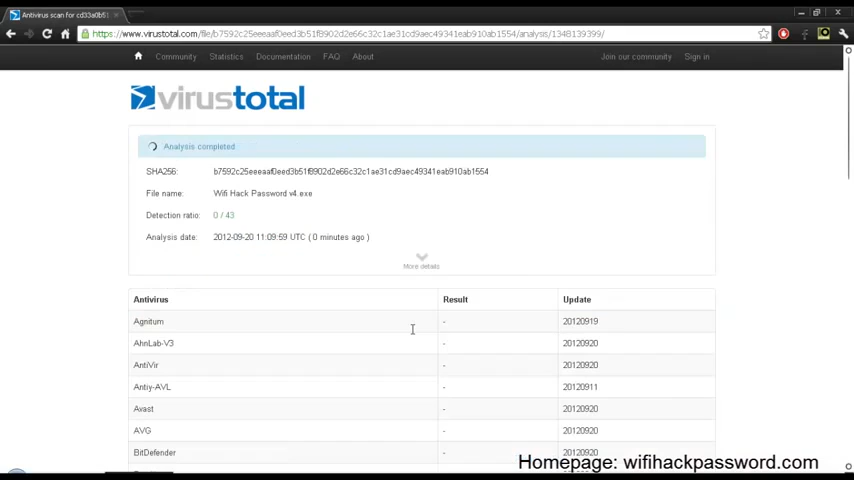 Antivirus scan for cd33a0b51
https://www.virustotal.com/file/b7592c25eeeaaf0eed3b51f8902d2e66c32c1ae31cd9aec49341eab910ab1554/analysis/1348139399/
Community Statistics Documentation FAQ About Join our community Sign in
virustotal
Analysis completed
SHA256: b7592c25eeeaaf0eed3b51f8902d2e66c32c1ae31cd9aec49341eab910ab1554
File name: Wifi Hack Password v4.exe
Detection ratio: 0 / 43
Analysis date: 2012-09-20 11:09:59 UTC ( 0 minutes ago )
More details
Antivirus Result Update
Agnitum - 20120919
AhnLab-V3 - 20120920
AntiVir - 20120920
Antiy-AVL - 20120911
Avast - 20120920
AVG - 20120920
BitDefender - 20120920
Homepage: wifihackpassword.com